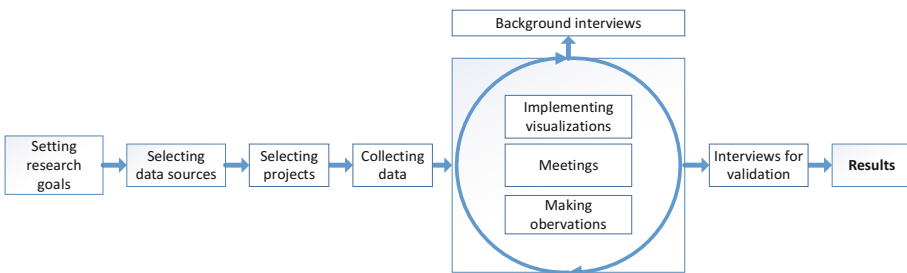 Background interviews
Setting
research
goals
Selecting
data sources
Selecting
projects
Collecting
data
Implementing
visualizations
Meetings
Making
obervations
Interviews for
validation
Results